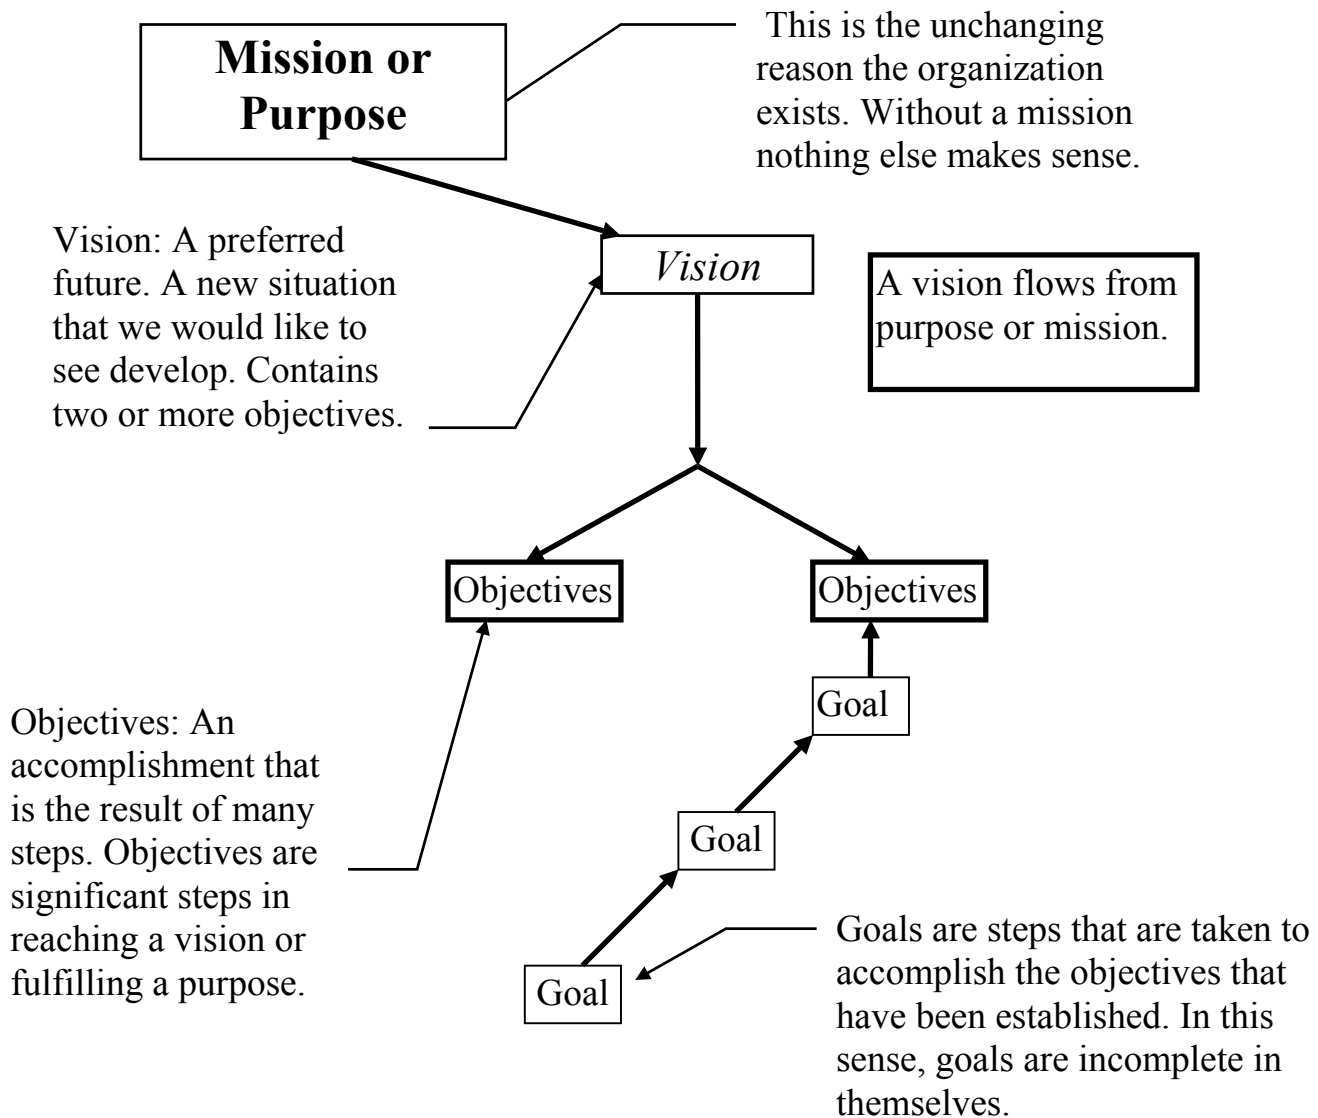 Mission or
Purpose
This is the unchanging
reason the organization
exists. Without a mission
nothing else makes sense.
Vision: A preferred
future. A new situation
that we would like to
see develop. Contains
two or more objectives.
Vision
A vision flows from
purpose or mission.
Objectives
Objectives
Goal
Objectives: An
accomplishment that
is the result of many
steps. Objectives are
significant steps in
reaching a vision or
fulfilling a purpose.
Goal
Goal
Goals are steps that are taken to
accomplish the objectives that
have been established. In this
sense, goals are incomplete in
themselves.